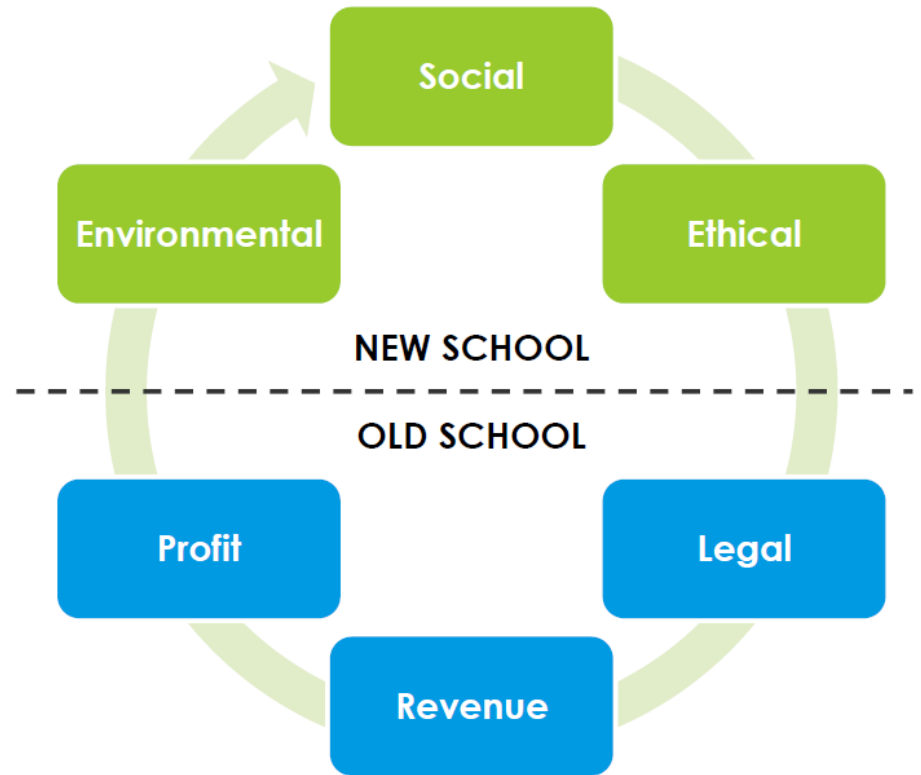 Social
Environmental
Ethical
NEW SCHOOL
OLD SCHOOL
Profit
Legal
Revenue